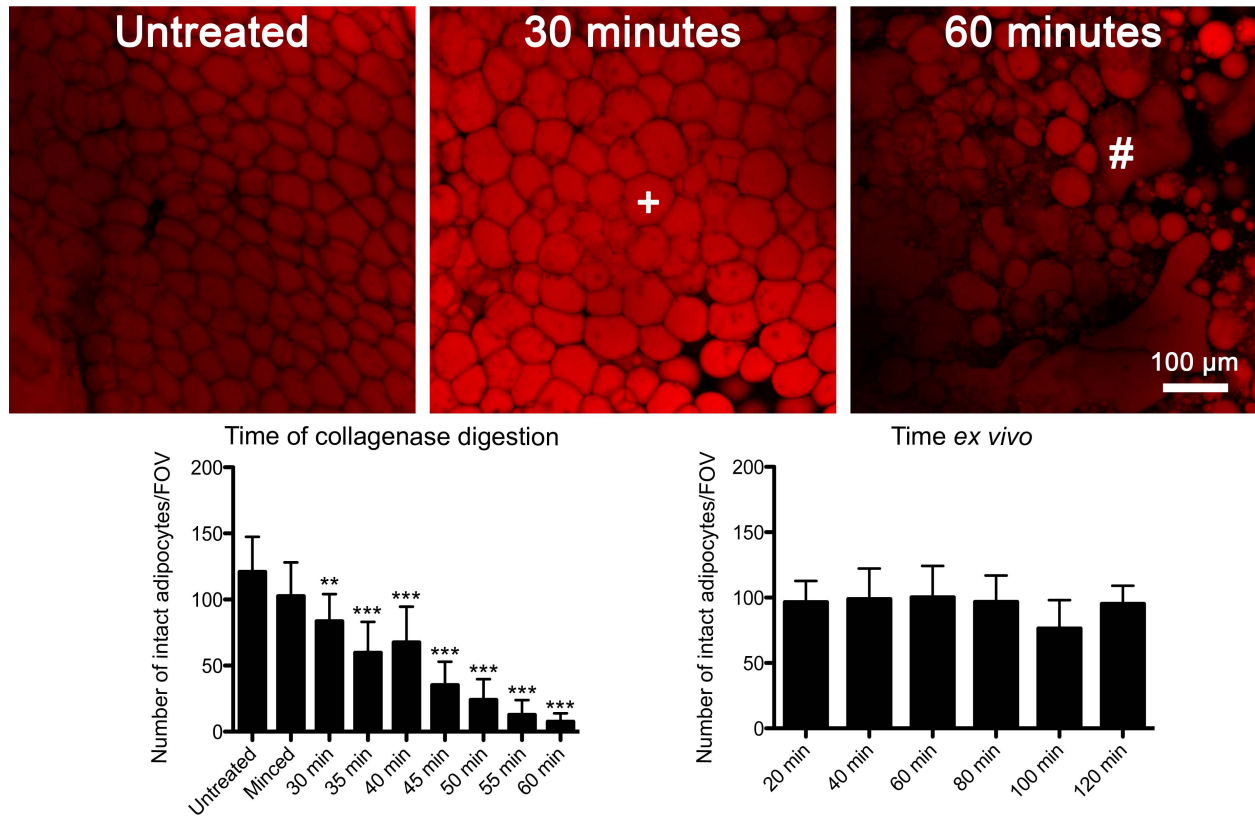 Untreated
30 minutes
60 minutes
+
#
100 µm
Time of collagenase digestion
Number of intact adipocytes/FOV
200
150
100
50
0
**
***
***
***
***
***
***
Untreated
Minced
30 min
35 min
40 min
45 min
50 min
55 min
60 min
Time ex vivo
Number of intact adipocytes/FOV
200
150
100
50
0
20 min
40 min
60 min
80 min
100 min
120 min